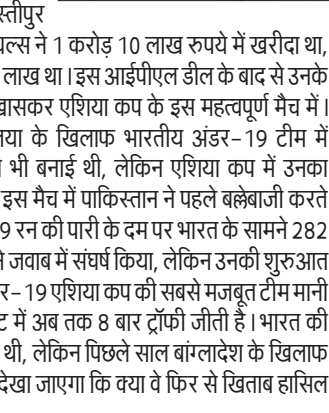 स्तीपुर
यल्स ने 1 करोड़ 10 लाख रुपये में खरीदा था,
लाख था। इस आईपीएल डील के बाद से उनके
खासकर एशिया कप के इस महत्वपूर्ण मैच में।
लया के खिलाफ भारतीय अंडर-19 टीम में
भी बनाई थी, लेकिन एशिया कप में उनका
इस मैच में पाकिस्तान ने पहले बल्लेबाजी करते
9 रन की पारी के दम पर भारत के सामने 282
जवाब में संघर्ष किया, लेकिन उनकी शुरुआत
र-19 एशिया कप की सबसे मजबूत टीम मानी
ट में अब तक 8 बार ट्रॉफी जीती है। भारत की
थी, लेकिन पिछले साल बांग्लादेश के खिलाफ
देखा जाएगा कि क्या वे फिर से खिताब हासिल